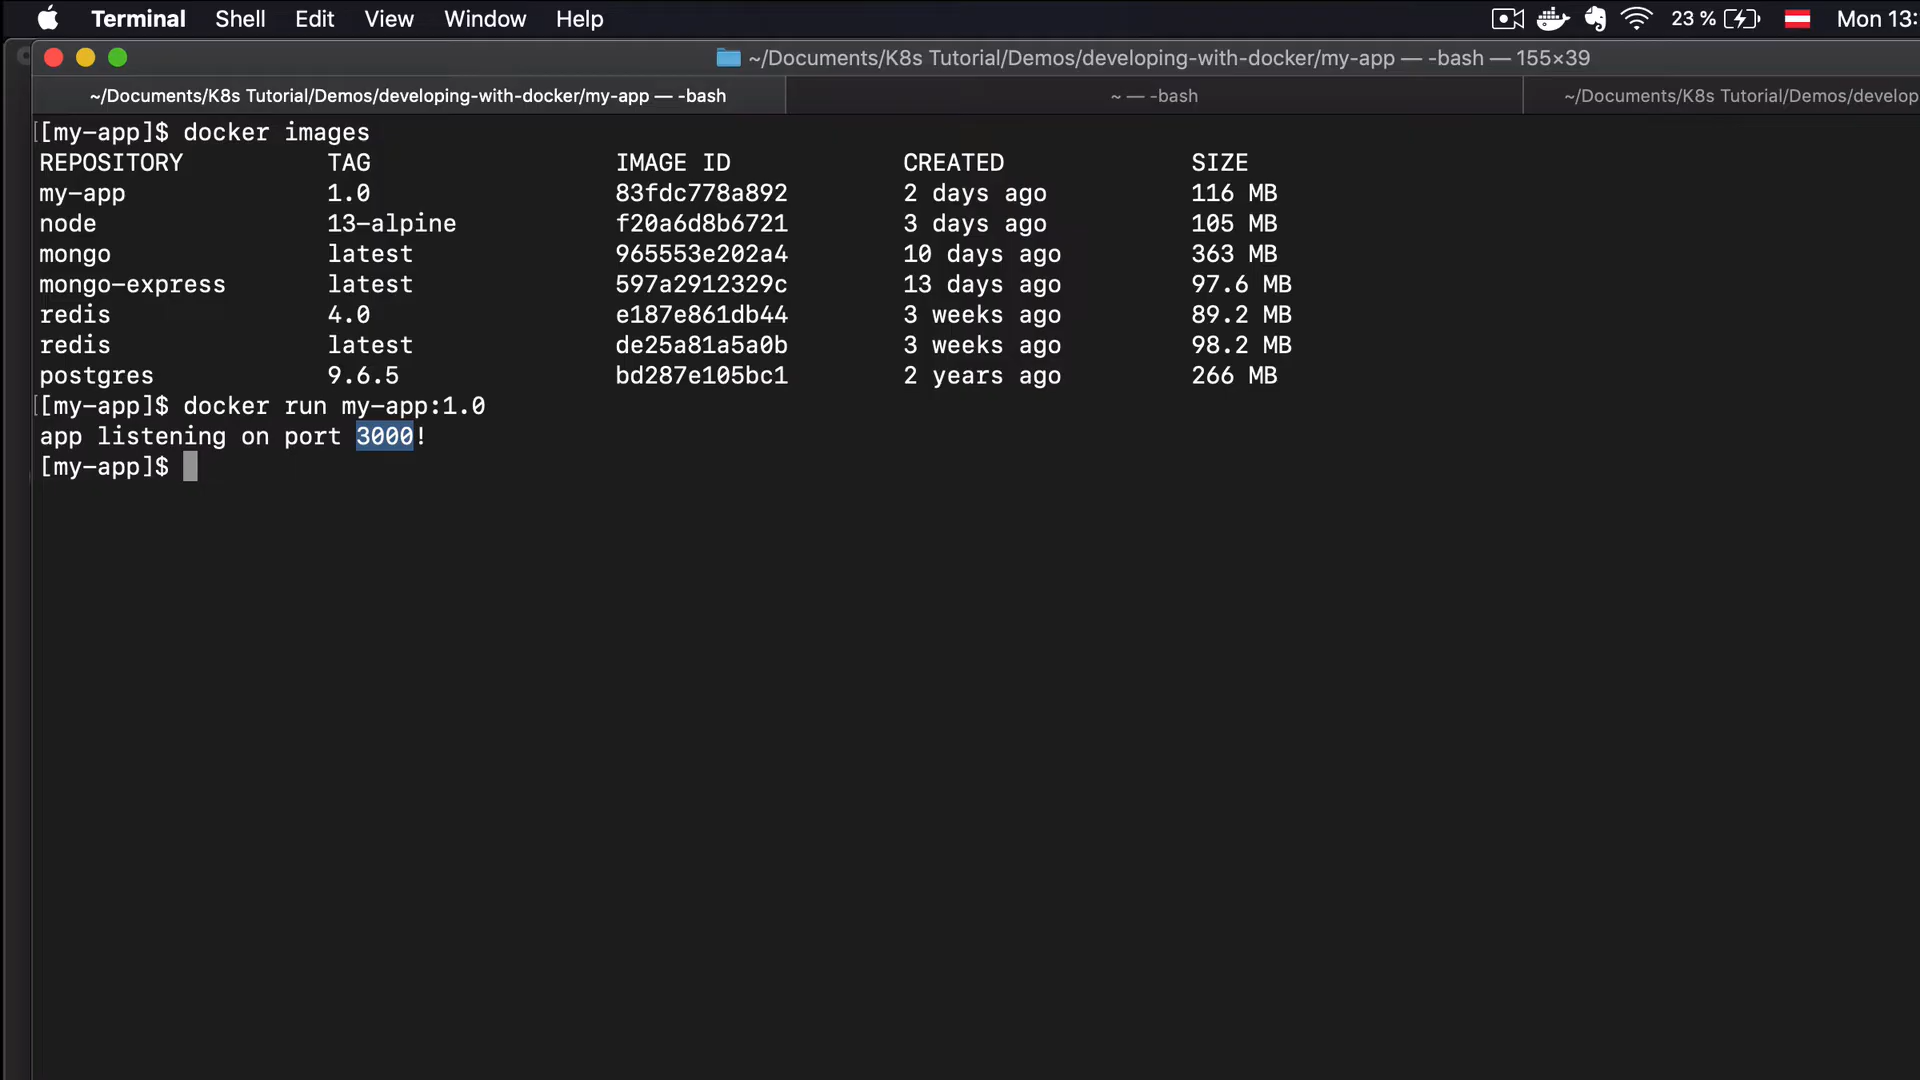 Terminal Shell Edit View Window Help 23 % Mon 13:
~/Documents/K8s Tutorial/Demos/developing-with-docker/my-app — -bash — 155×39
~/Documents/K8s Tutorial/Demos/developing-with-docker/my-app — -bash ~ — -bash ~/Documents/K8s Tutorial/Demos/develop
[[my-app]$ docker images
REPOSITORY TAG IMAGE ID CREATED SIZE
my-app 1.0 83fdc778a892 2 days ago 116 MB
node 13-alpine f20a6d8b6721 3 days ago 105 MB
mongo latest 965553e202a4 10 days ago 363 MB
mongo-express latest 597a2912329c 13 days ago 97.6 MB
redis 4.0 e187e861db44 3 weeks ago 89.2 MB
redis latest de25a81a5a0b 3 weeks ago 98.2 MB
postgres 9.6.5 bd287e105bc1 2 years ago 266 MB
[[my-app]$ docker run my-app:1.0
app listening on port 3000!
[my-app]$